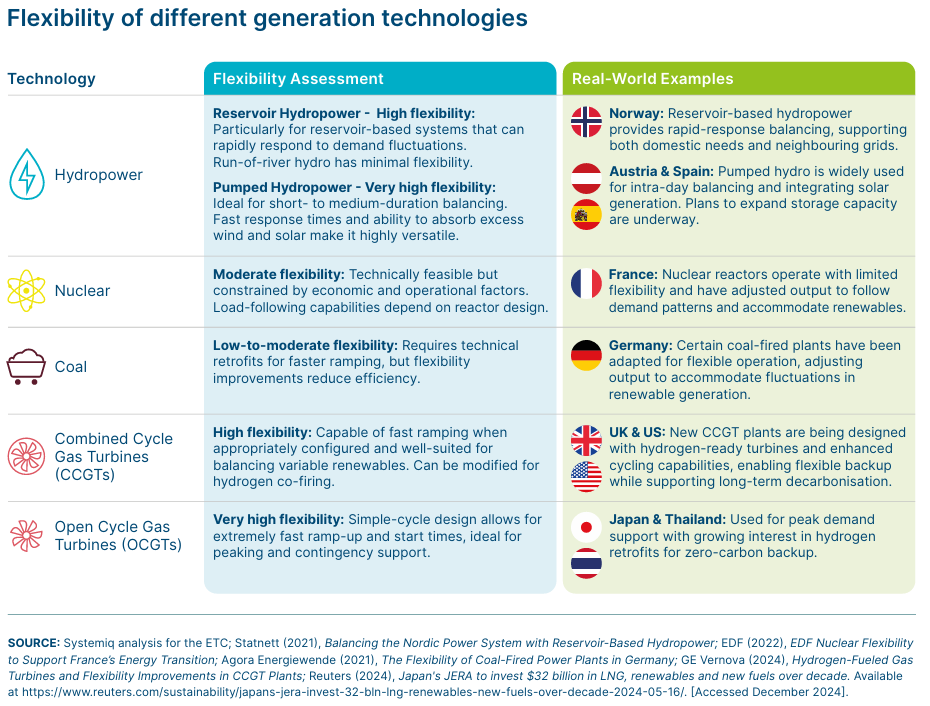 Flexibility of different generation technologies
Technology
Flexibility Assessment
Real-World Examples
Hydropower
Reservoir Hydropower - High flexibility:
Particularly for reservoir-based systems that can
rapidly respond to demand fluctuations.
Run-of-river hydro has minimal flexibility.
Pumped Hydropower - Very high flexibility:
Ideal for short- to medium-duration balancing.
Fast response times and ability to absorb excess
wind and solar make it highly versatile.
Norway: Reservoir-based hydropower
provides rapid-response balancing, supporting
both domestic needs and neighbouring grids.
Austria & Spain: Pumped hydro is widely used
for intra-day balancing and integrating solar
generation. Plans to expand storage capacity
are underway.
Nuclear
Moderate flexibility: Technically feasible but
constrained by economic and operational factors.
Load-following capabilities depend on reactor design.
France: Nuclear reactors operate with limited
flexibility and have adjusted output to follow
demand patterns and accommodate renewables.
Coal
Low-to-moderate flexibility: Requires technical
retrofits for faster ramping, but flexibility
improvements reduce efficiency.
Germany: Certain coal-fired plants have been
adapted for flexible operation, adjusting
output to accommodate fluctuations in
renewable generation.
Combined Cycle
Gas Turbines
(CCGTs)
High flexibility: Capable of fast ramping when
appropriately configured and well-suited for
balancing variable renewables. Can be modified for
hydrogen co-firing.
UK & US: New CCGT plants are being designed
with hydrogen-ready turbines and enhanced
cycling capabilities, enabling flexible backup
while supporting long-term decarbonisation.
Open Cycle Gas
Turbines (OCGTs)
Very high flexibility: Simple-cycle design allows for
extremely fast ramp-up and start times, ideal for
peaking and contingency support.
Japan & Thailand: Used for peak demand
support with growing interest in hydrogen
retrofits for zero-carbon backup.
SOURCE: Systemiq analysis for the ETC; Statnett (2021), Balancing the Nordic Power System with Reservoir-Based Hydropower; EDF (2022), EDF Nuclear Flexibility
to Support France's Energy Transition; Agora Energiewende (2021), The Flexibility of Coal-Fired Power Plants in Germany; GE Vernova (2024), Hydrogen-Fueled Gas
Turbines and Flexibility Improvements in CCGT Plants; Reuters (2024), Japan's JERA to invest $32 billion in LNG, renewables and new fuels over decade. Available
at https://www.reuters.com/sustainability/japans-jera-invest-32-bln-lng-renewables-new-fuels-over-decade-2024-05-16/. [Accessed December 2024].